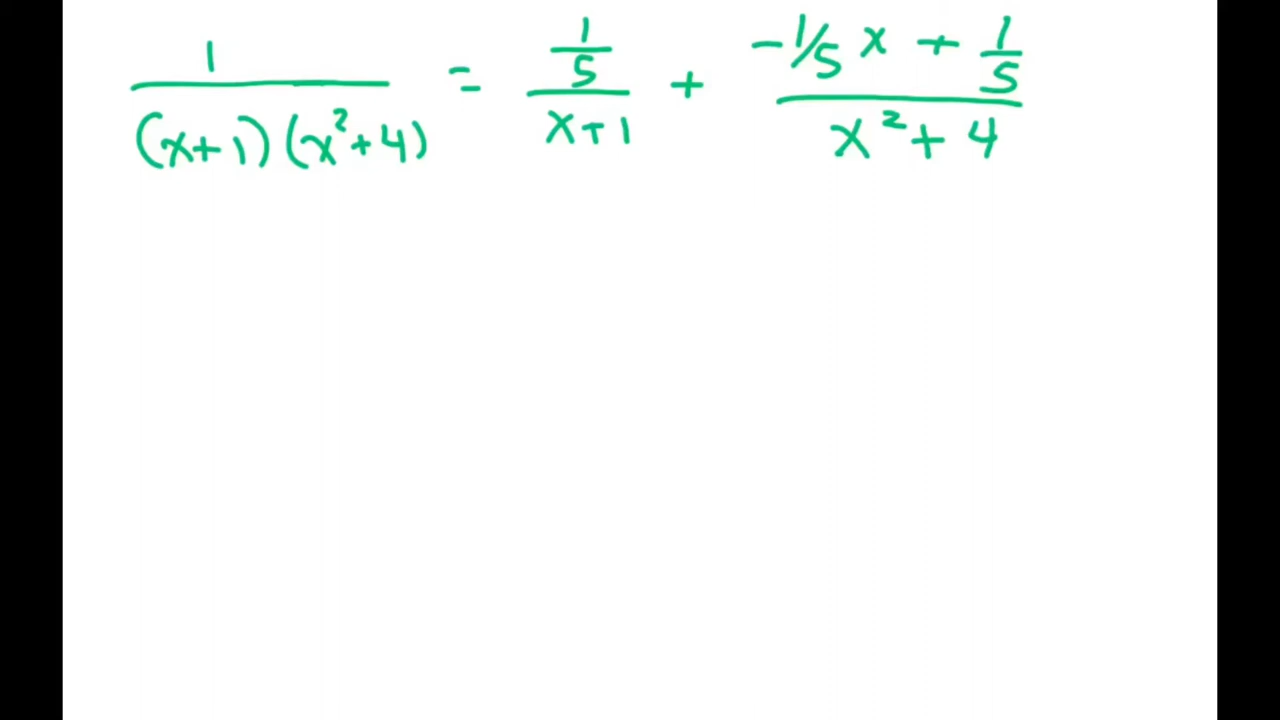 1/((x+1)(x²+4)) = (1/5)/(x+1) + (-1/5 x + 1/5)/(x²+4)